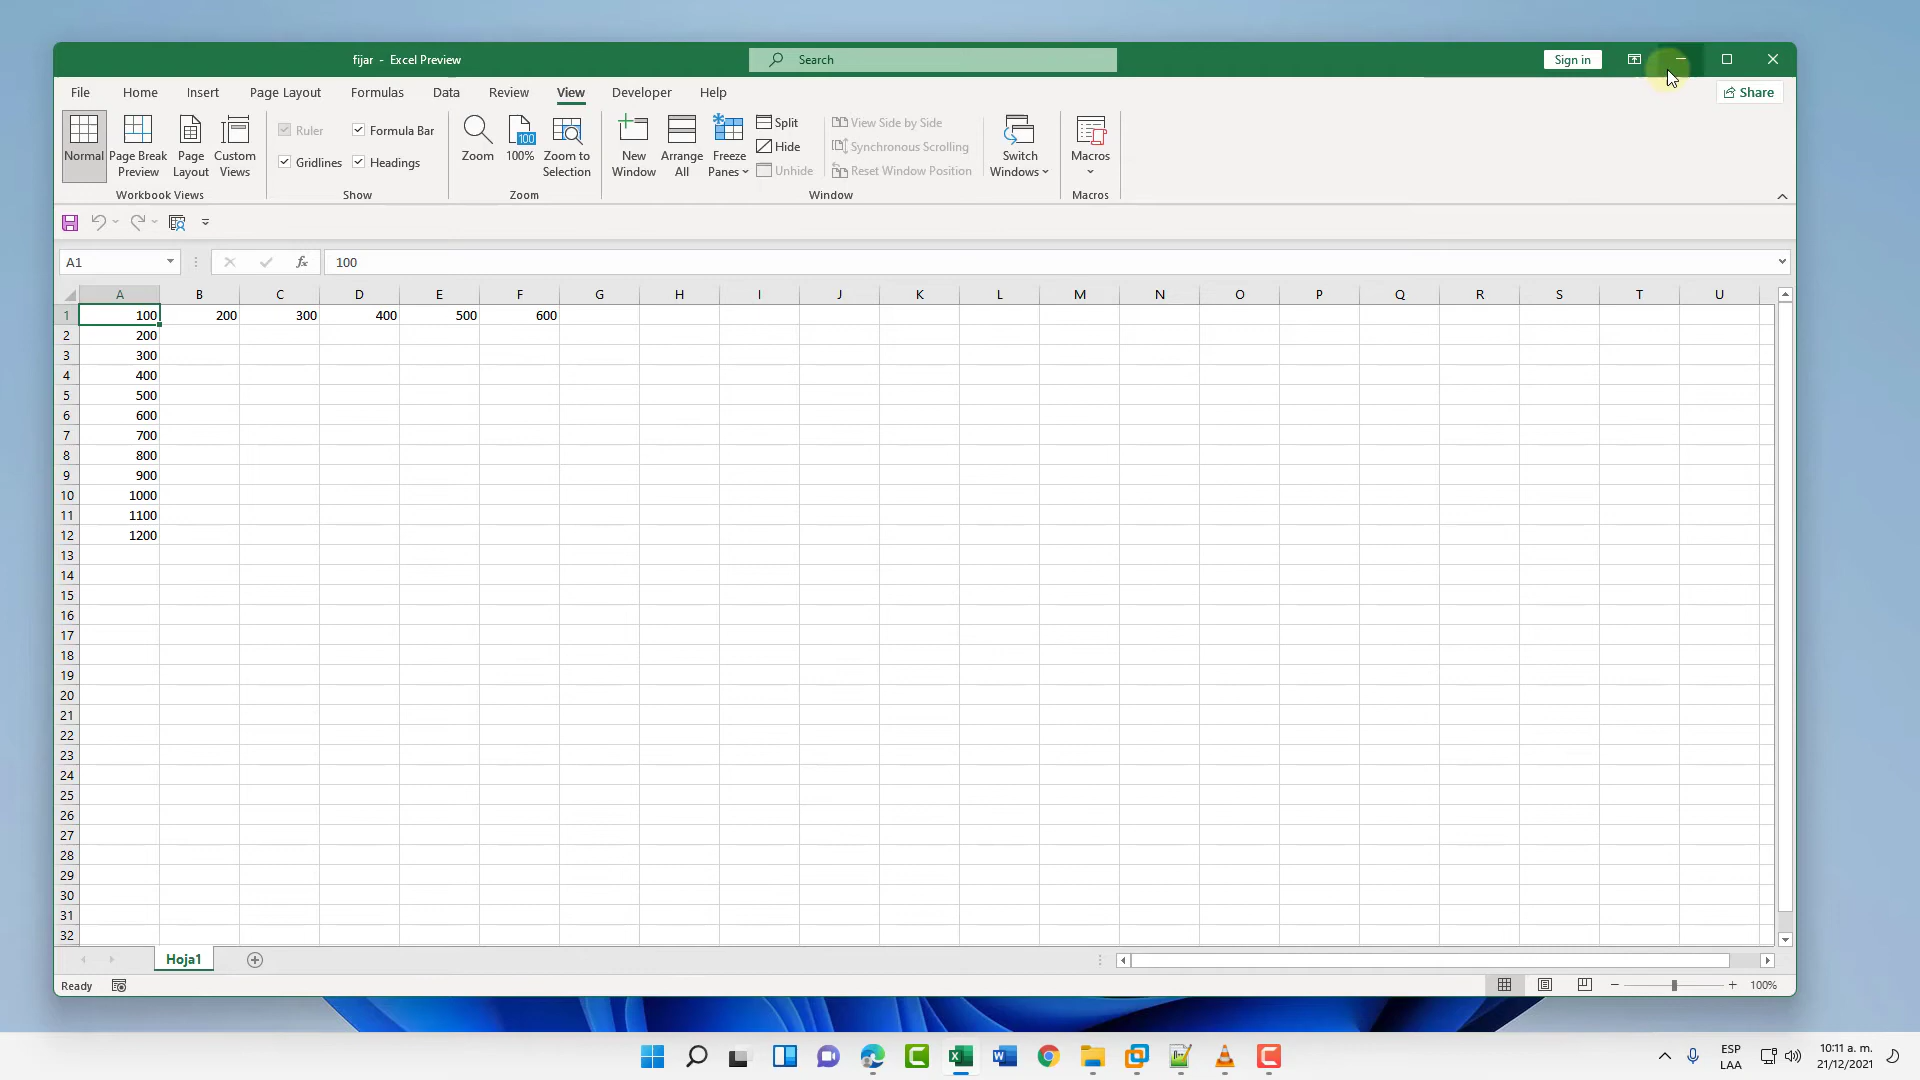 fijar - Excel Preview
Search
Sign in
File Home Insert Page Layout Formulas Data Review View Developer Help
Share
Normal
Page Break Preview
Page Layout
Custom Views
Workbook Views
Ruler
Formula Bar
Gridlines
Headings
Show
Zoom
100
100%
Zoom to Selection
Zoom
New Window
Arrange All
Freeze Panes
Split
Hide
Unhide
View Side by Side
Synchronous Scrolling
Reset Window Position
Switch Windows
Window
Macros
Macros
A1 fx 100
A B C D E F G H I J K L M N O P Q R S T U
1 100 200 300 400 500 600
2 200
3 300
4 400
5 500
6 600
7 700
8 800
9 900
10 1000
11 1100
12 1200
13
14
15
16
17
18
19
20
21
22
23
24
25
26
27
28
29
30
31
32
Hoja1
Ready
100%
ESP
LAA
10:11 a. m.
21/12/2021